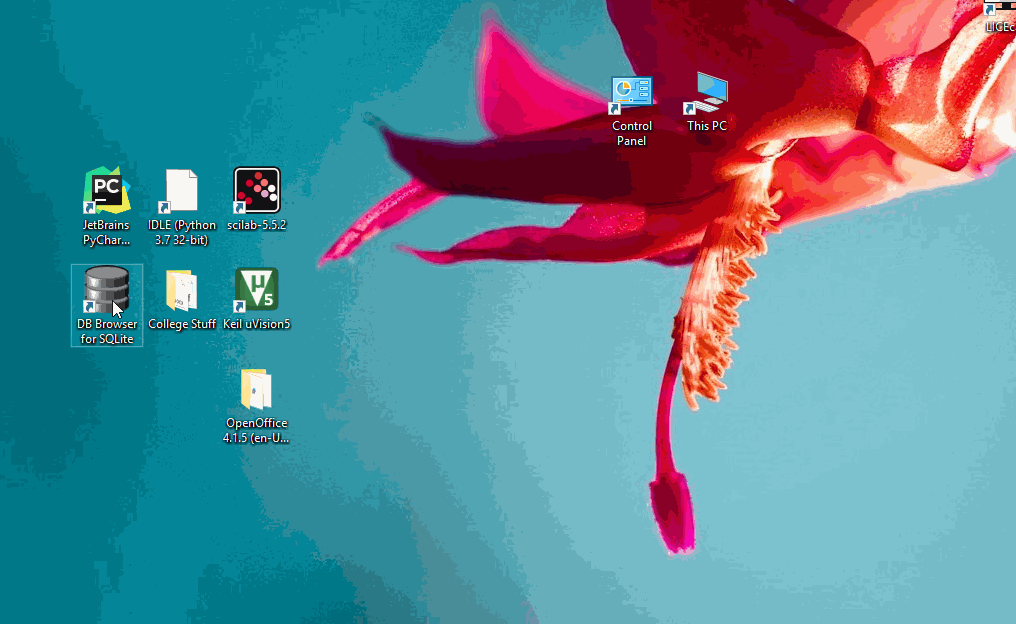 LICEc
Control
Panel
This PC
PC
JetBrains
PyChar...
IDLE (Python
3.7 32-bit)
scilab-5.5.2
µ
V5
DB Browser
for SQLite
College Stuff
Keil uVision5
OpenOffice
4.1.5 (en-U...